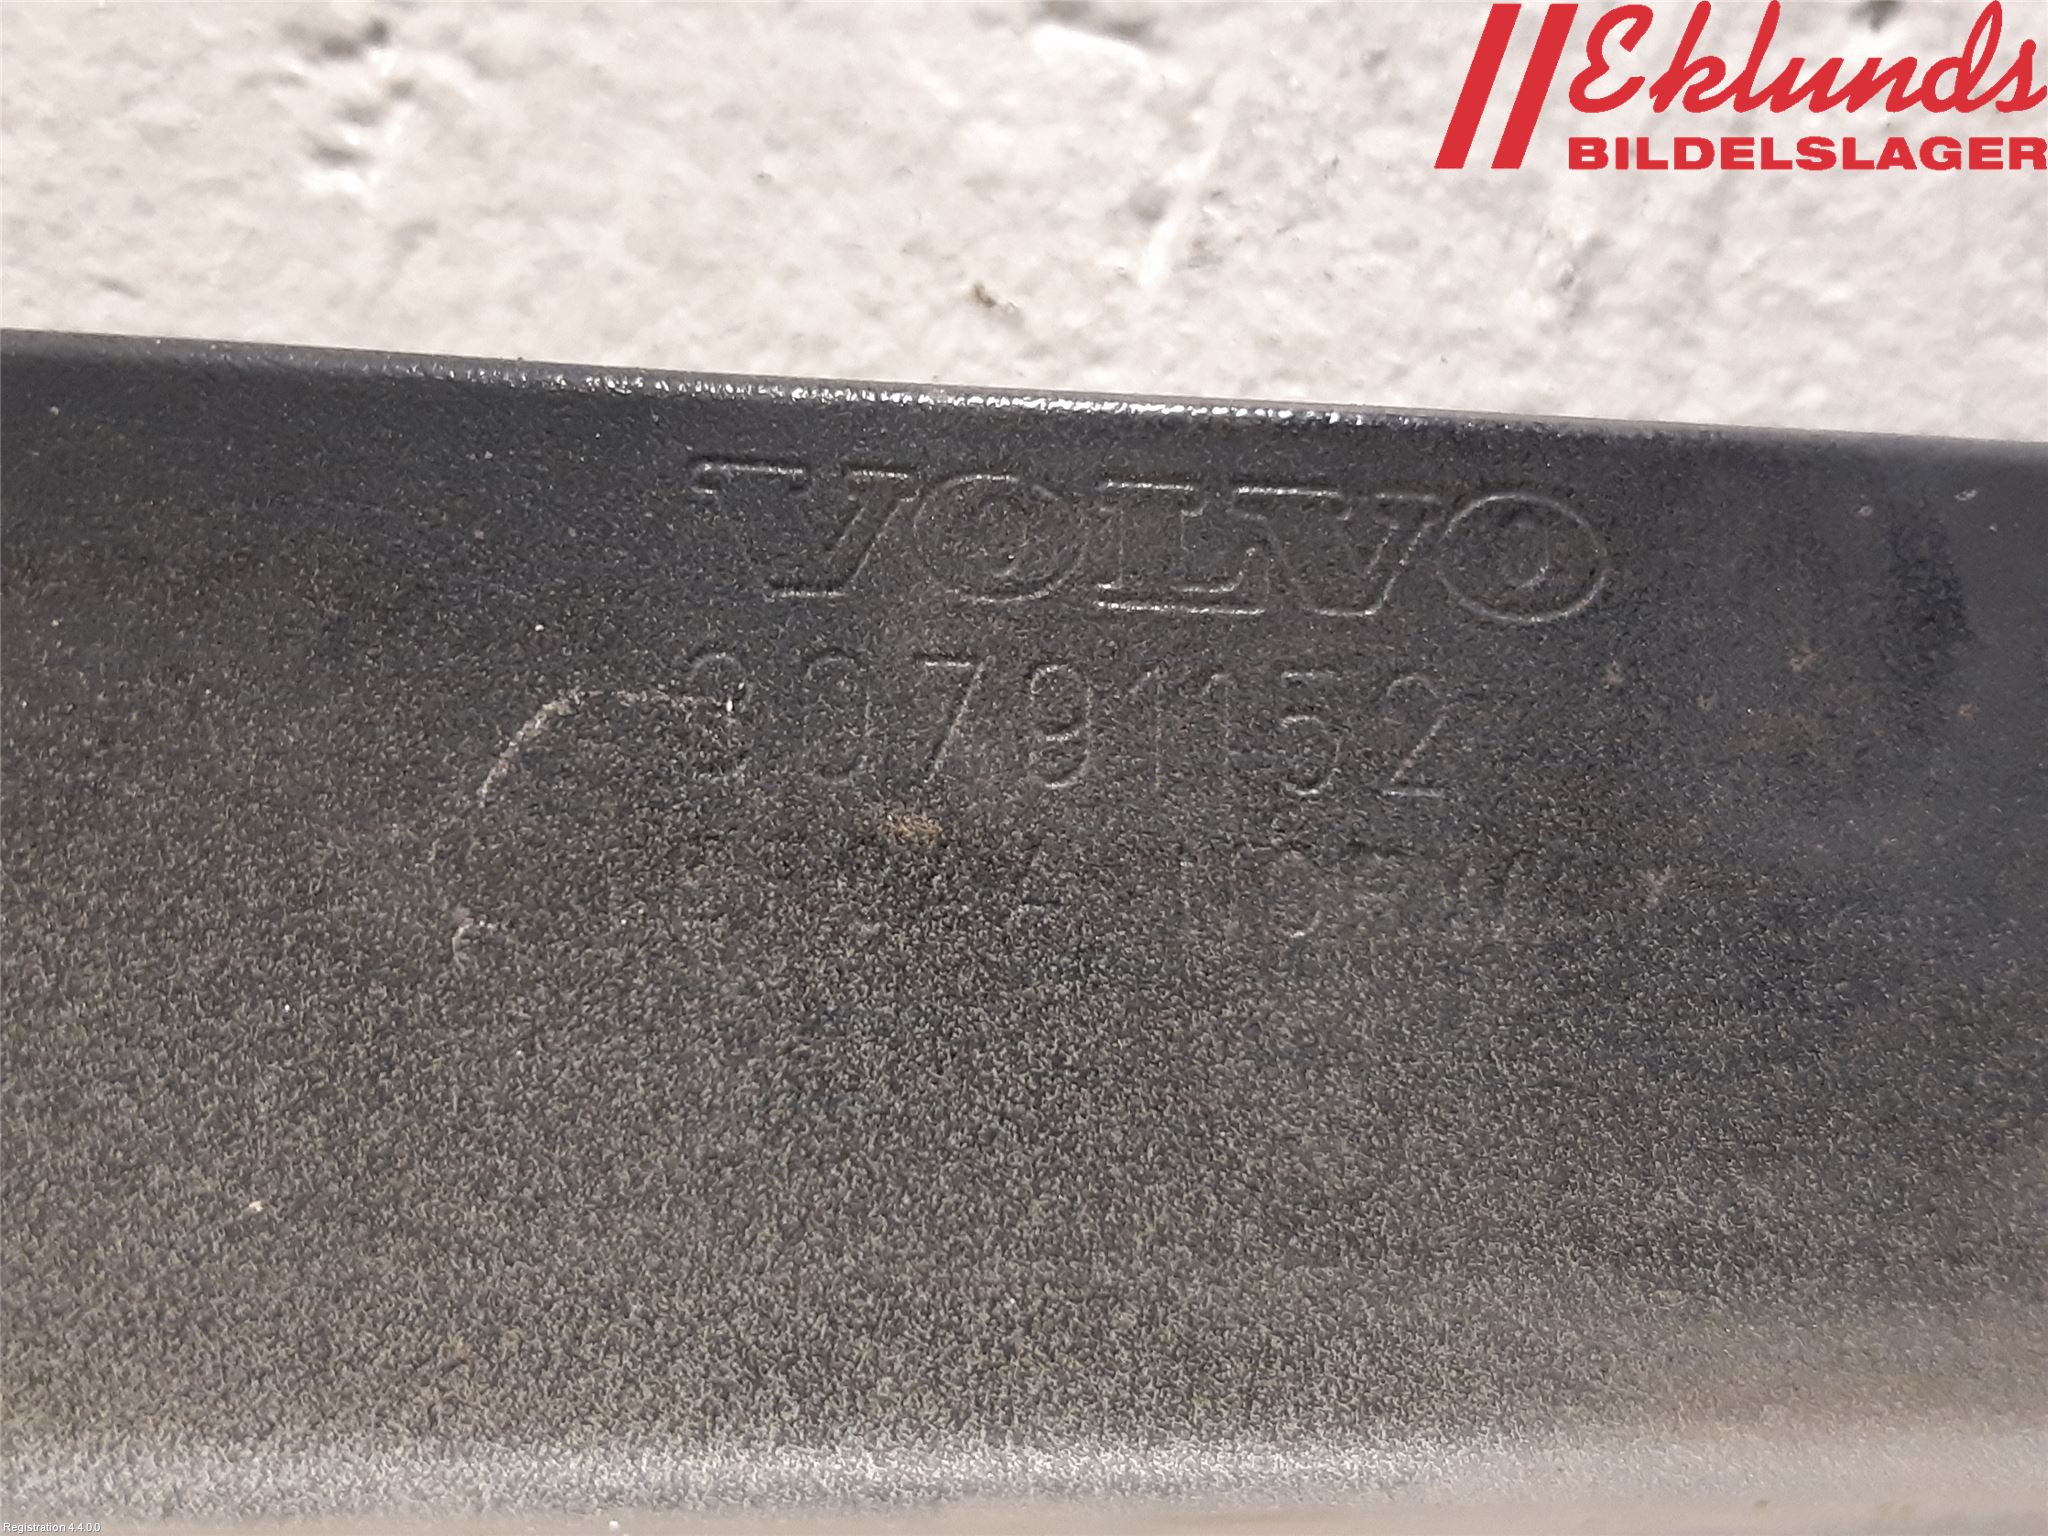 Eklunds
BILDELSLAGER
VOLVO
30791152
Registration 4.4.0.0